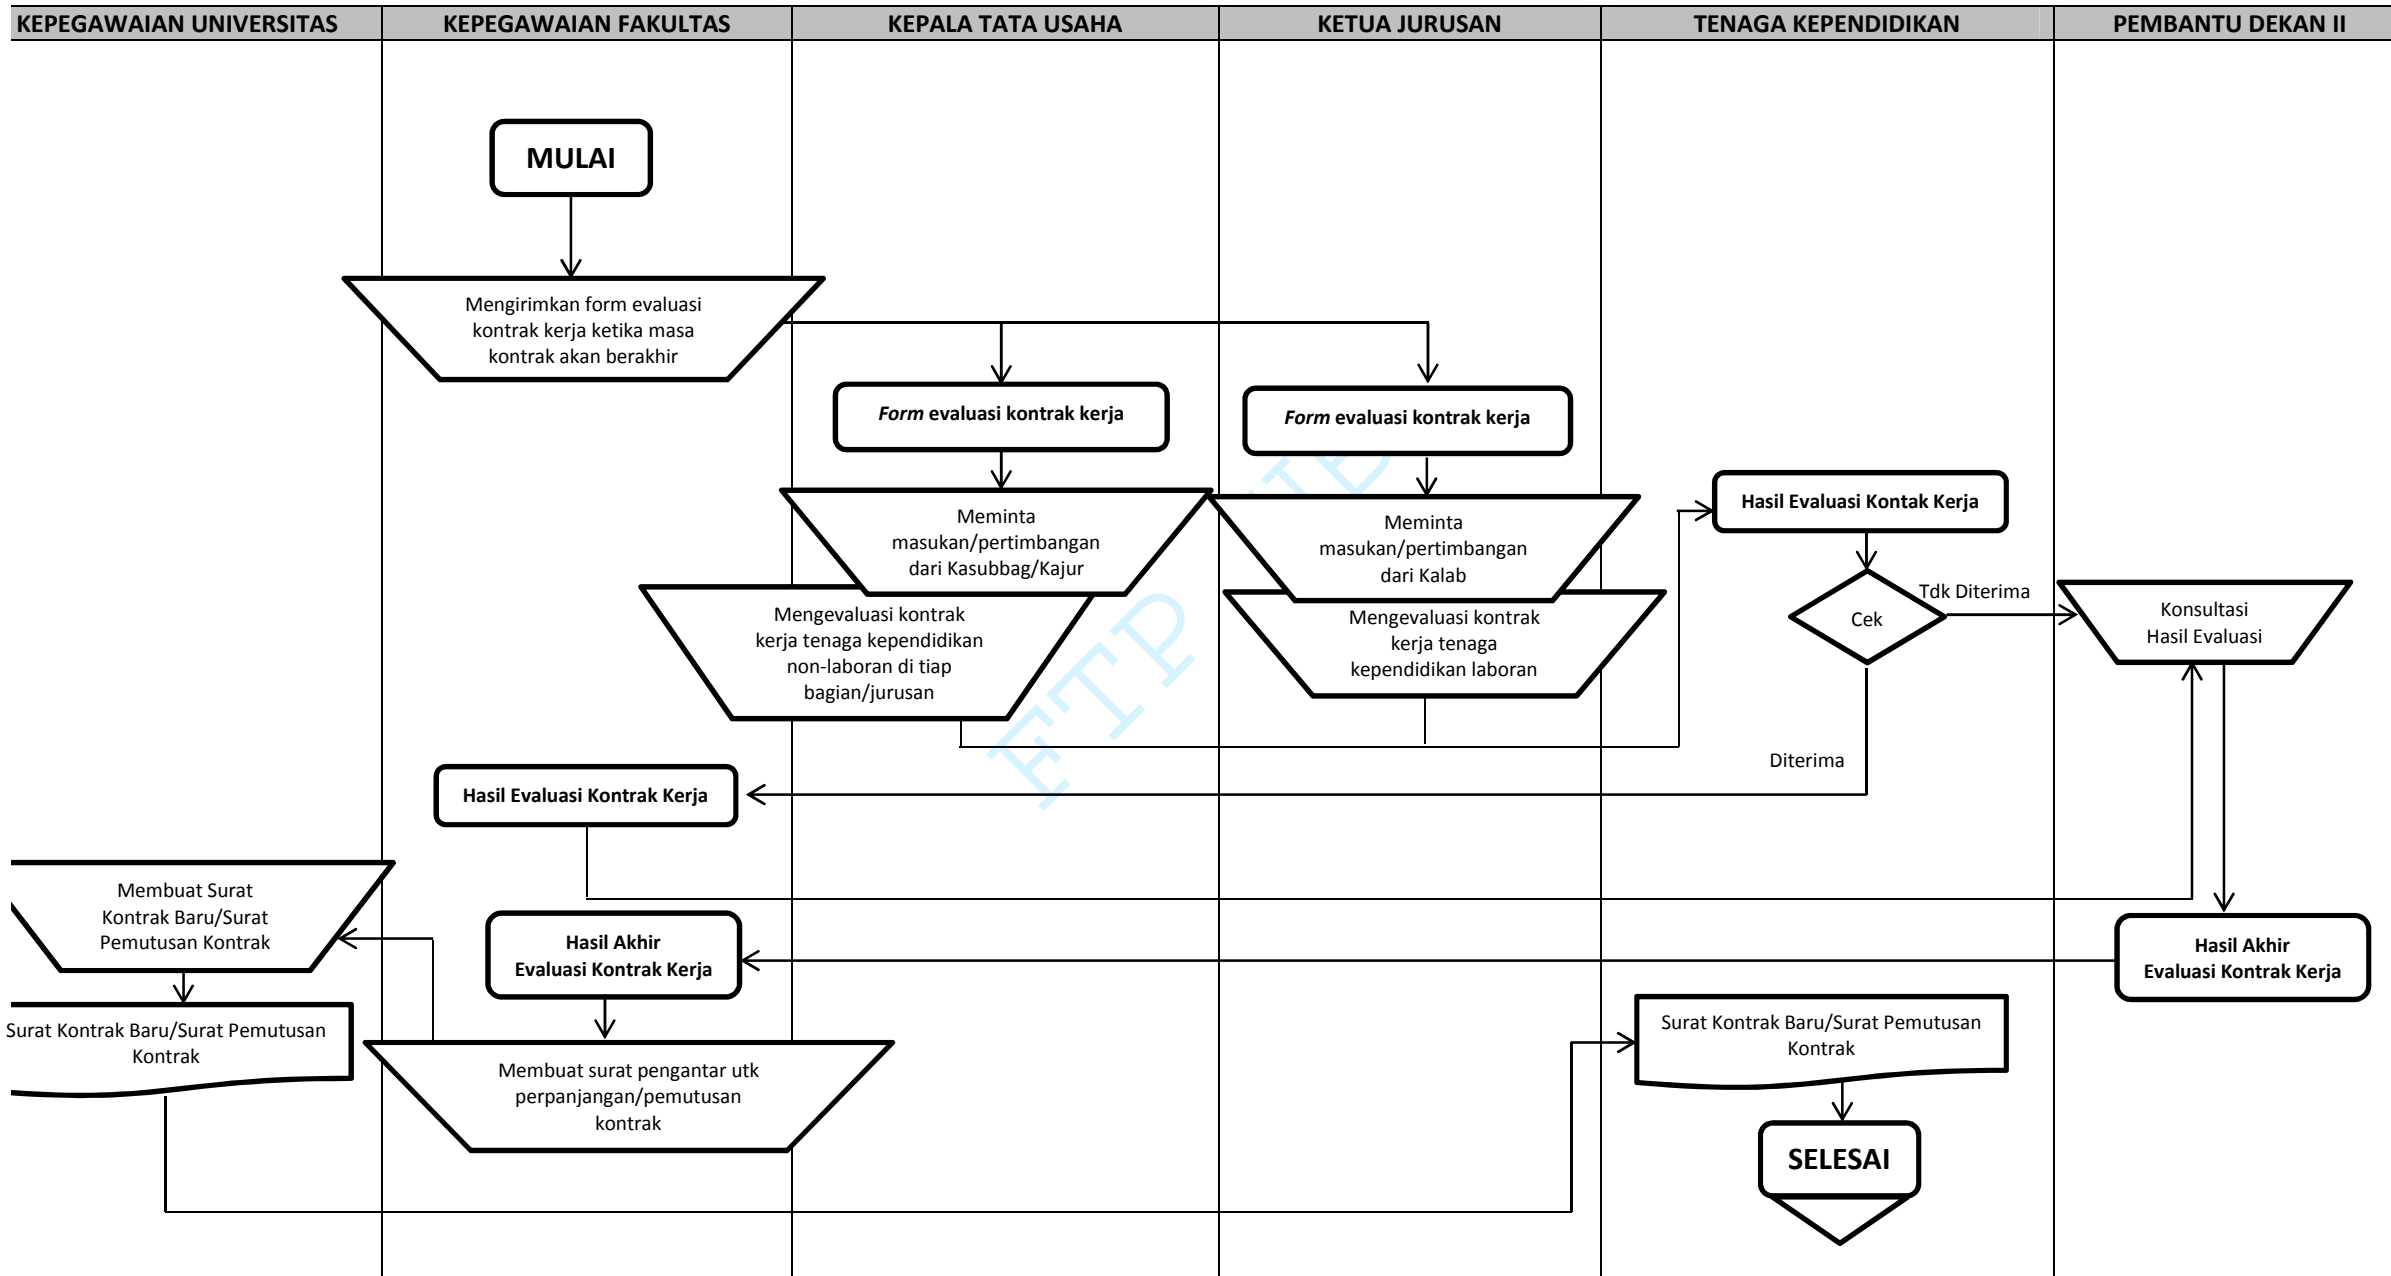 KEPEGAWAIAN UNIVERSITAS
KEPEGAWAIAN FAKULTAS
KEPALA TATA USAHA
KETUA JURUSAN
TENAGA KEPENDIDIKAN
PEMBANTU DEKAN II
MULAI
Mengirimkan form evaluasi
kontrak kerja ketika masa
kontrak akan berakhir
Form evaluasi kontrak kerja
Form evaluasi kontrak kerja
Meminta
masukan/pertimbangan
dari Kasubbag/Kajur
Meminta
masukan/pertimbangan
dari Kalab
Mengevaluasi kontrak
kerja tenaga kependidikan
non-laboran di tiap
bagian/jurusan
Mengevaluasi kontrak
kerja tenaga
kependidikan laboran
Hasil Evaluasi Kontak Kerja
Cek
Tdk Diterima
Konsultasi
Hasil Evaluasi
Diterima
Hasil Evaluasi Kontrak Kerja
Membuat Surat
Kontrak Baru/Surat
Pemutusan Kontrak
Hasil Akhir
Evaluasi Kontrak Kerja
Hasil Akhir
Evaluasi Kontrak Kerja
Surat Kontrak Baru/Surat Pemutusan
Kontrak
Membuat surat pengantar utk
perpanjangan/pemutusan
kontrak
Surat Kontrak Baru/Surat Pemutusan
Kontrak
SELESAI
FTP